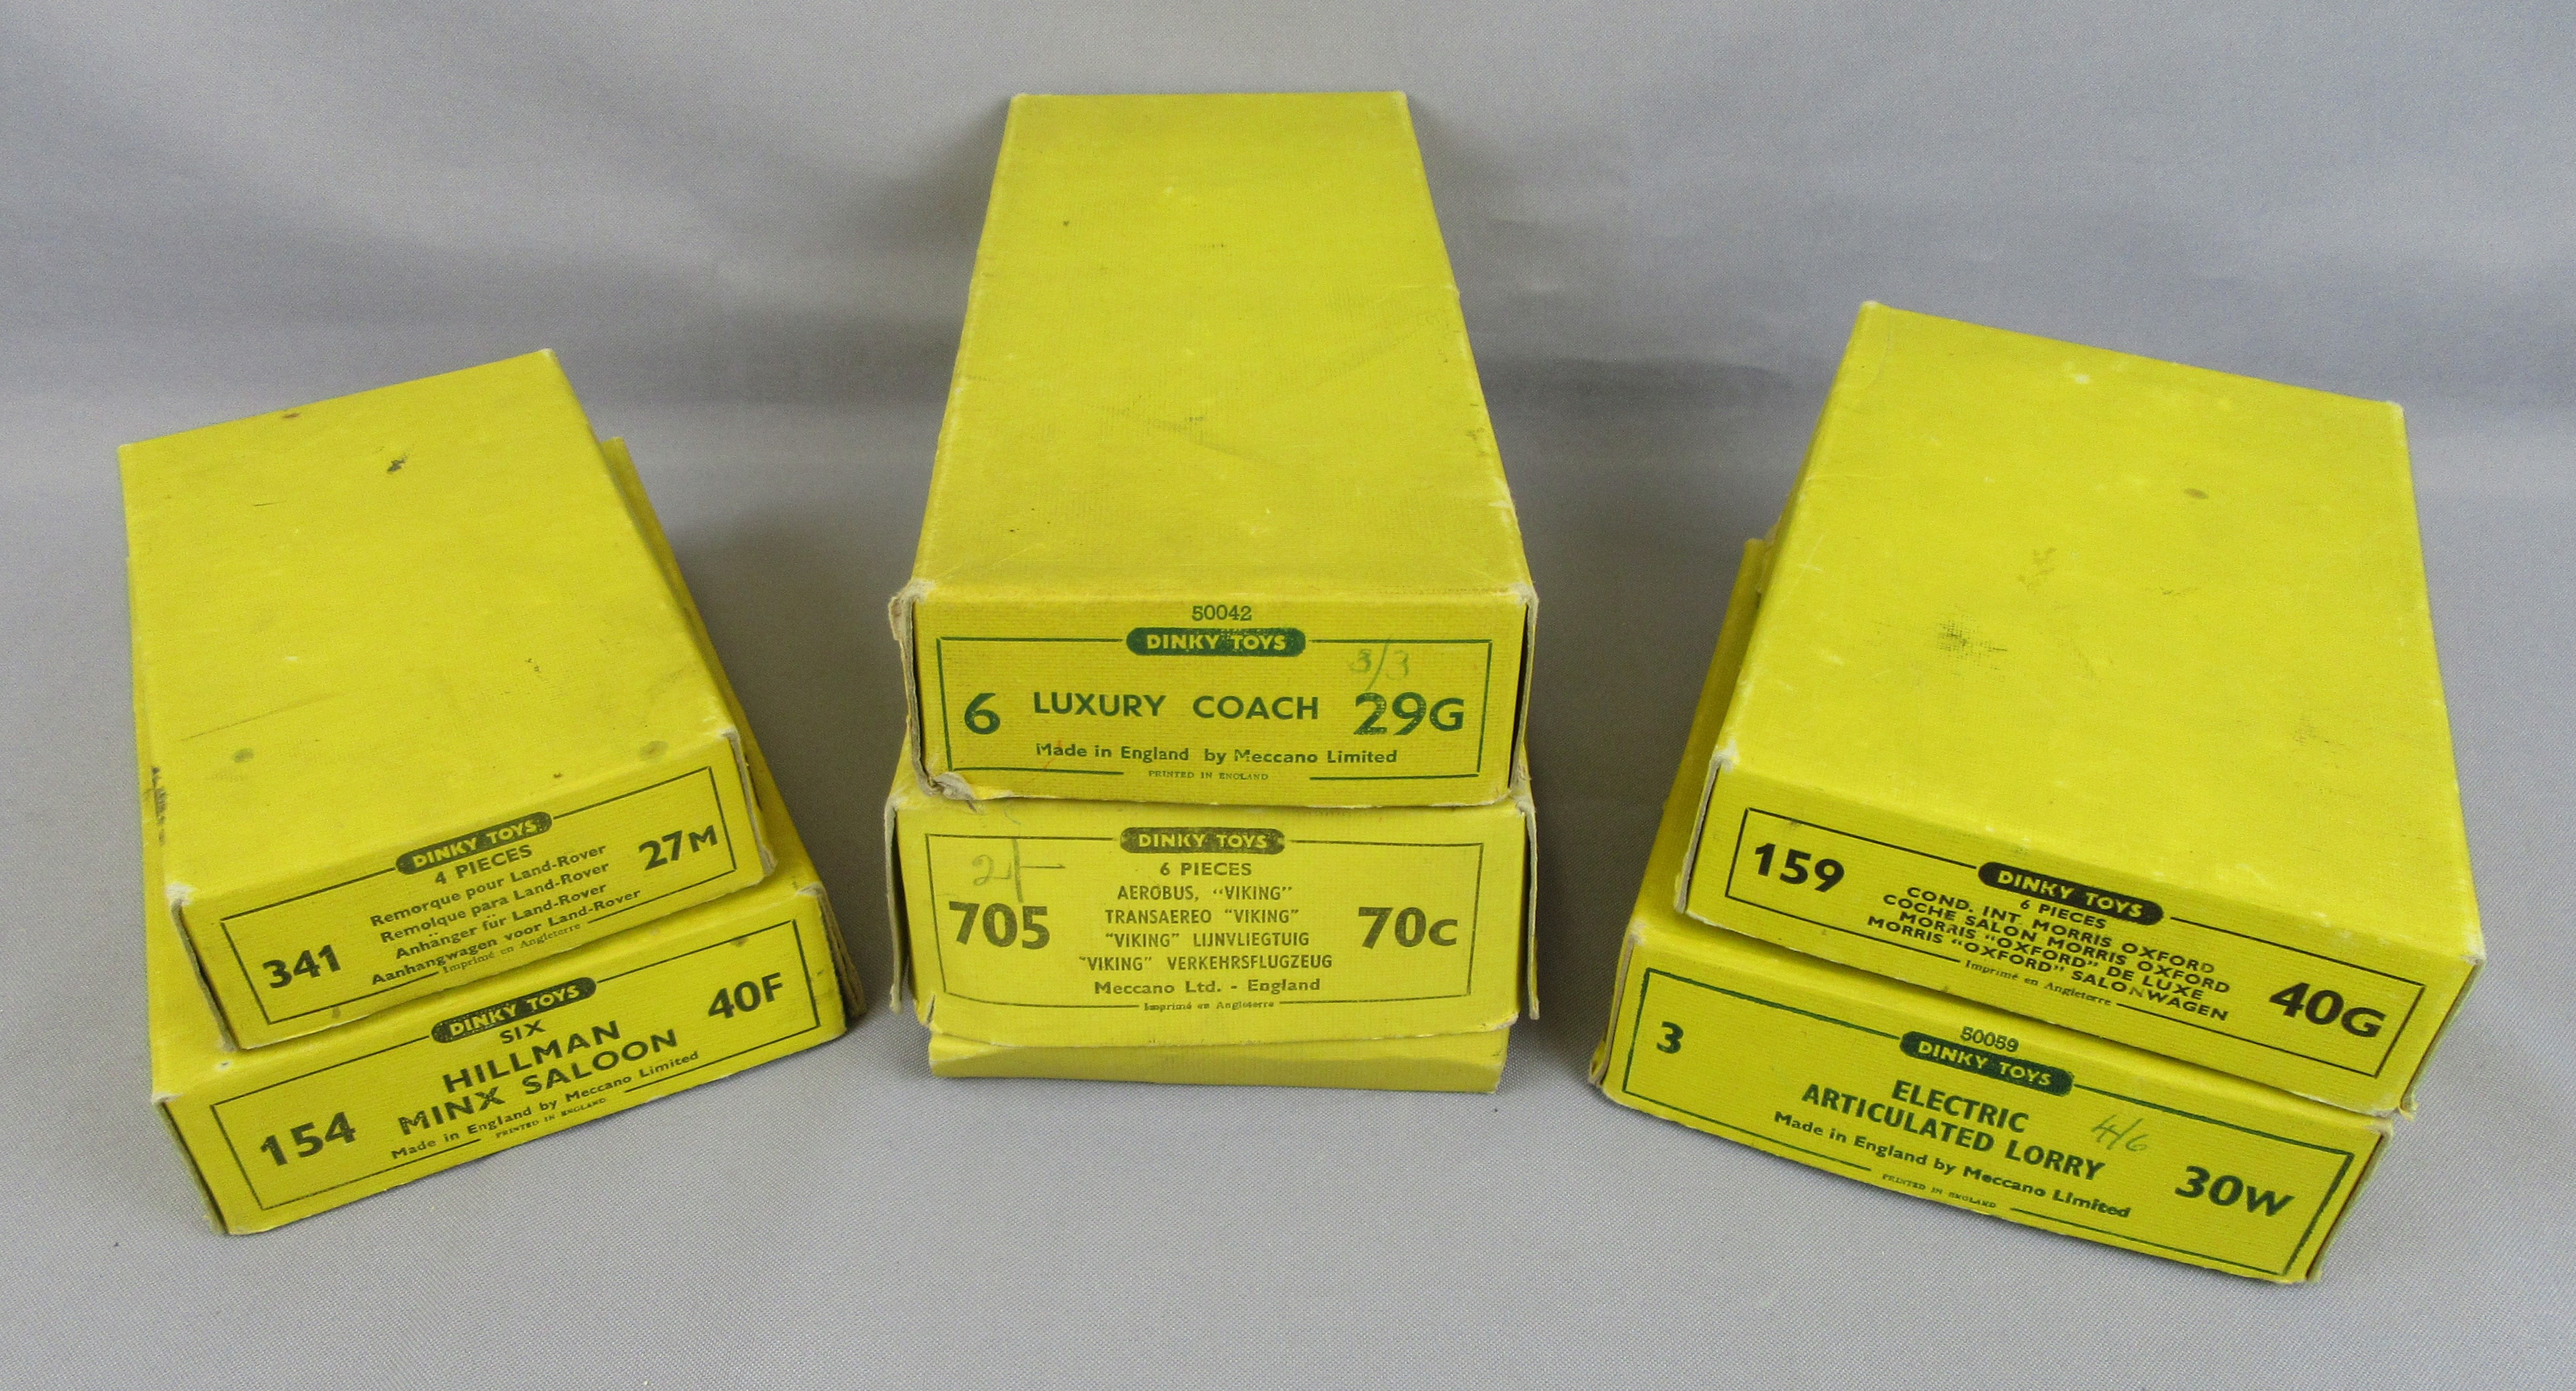 DINKY TOYS
4 PIECES
Remorque pour Land-Rover
Remolque para Land-Rover
Anhänger für Land-Rover
Aanhangwagen voor Land-Rover
Imprimé en Angleterre
341
27M
DINKY TOYS
SIX
HILLMAN
MINX SALOON
Made in England by Meccano Limited
PRINTED IN ENGLAND
154
40F
50042
DINKY TOYS
3/3
6 LUXURY COACH 29G
Made in England by Meccano Limited
PRINTED IN ENGLAND
DINKY TOYS
2/-
6 PIECES
AEROBUS, "VIKING"
TRANSAEREO "VIKING"
705
70C
"VIKING" LIJNVLIEGTUIG
"VIKING" VERKEHRSFLUGZEUG
Meccano Ltd. - England
Imprimé en Angleterre
159
DINKY TOYS
6 PIECES
COND. INT. MORRIS OXFORD
COCHE SALON MORRIS OXFORD
MORRIS "OXFORD" DE LUXE
MORRIS "OXFORD" SALONWAGEN
Imprimé en Angleterre
40G
50059
DINKY TOYS
3
ELECTRIC
ARTICULATED LORRY
4/6
30W
Made in England by Meccano Limited
PRINTED IN ENGLAND